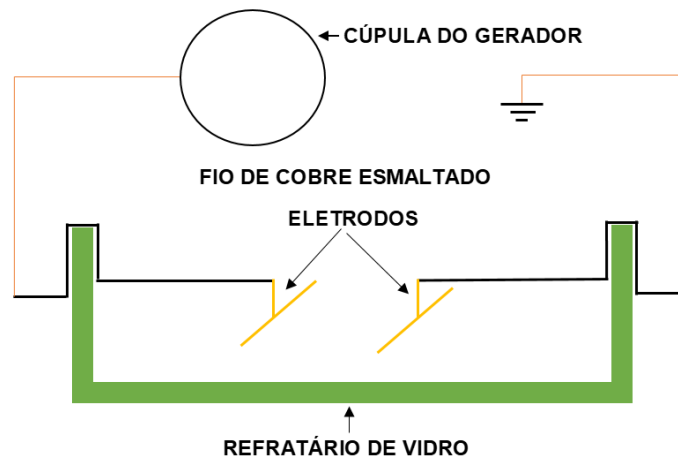 CÚPULA DO GERADOR
FIO DE COBRE ESMALTADO
ELETRODOS
REFRATÁRIO DE VIDRO